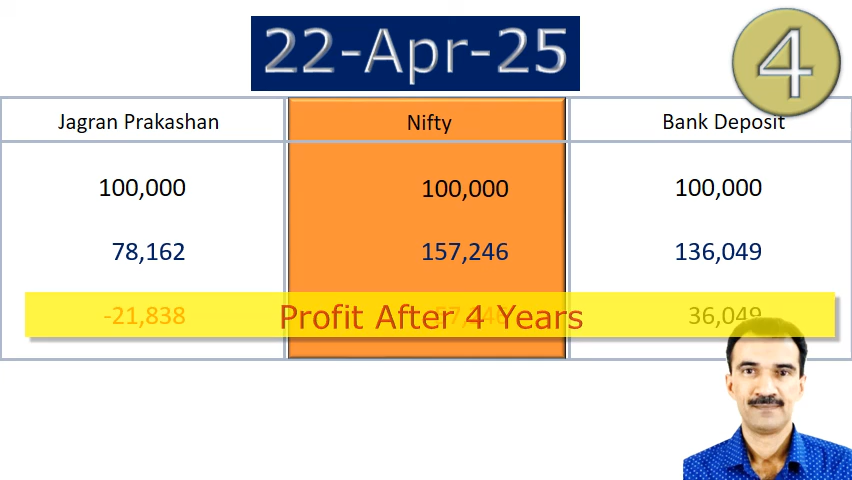 22-Apr-25
4
Jagran Prakashan Nifty Bank Deposit
100,000 100,000 100,000
78,162 157,246 136,049
-21,838 36,049
Profit After 4 Years